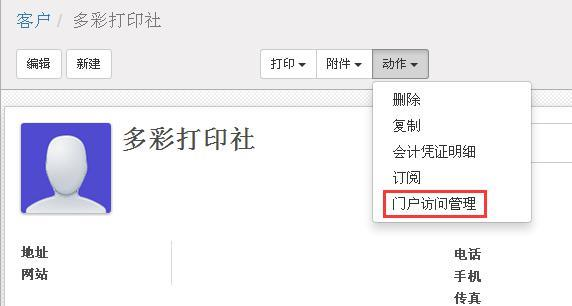 客户 / 多彩打印社
编辑 新建 打印 附件 动作
删除
复制
会计凭证明细
订阅
门户访问管理
多彩打印社
地址
网站
电话
手机
传真